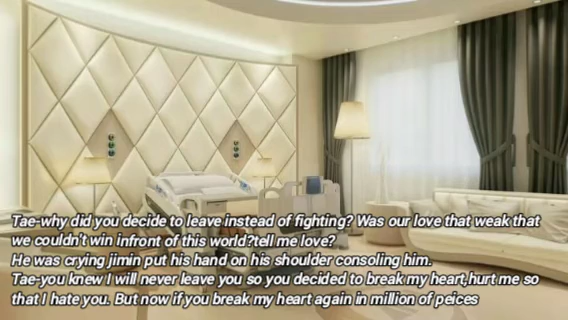 Tae-why did you decide to leave instead of fighting? Was our love that weak that
we couldn't win infront of this world?tell me love?
He was crying jimin put his hand on his shoulder consoling him.
Tae-you knew I will never leave you so you decided to break my heart,hurt me so
that I hate you. But now if you break my heart again in million of peices